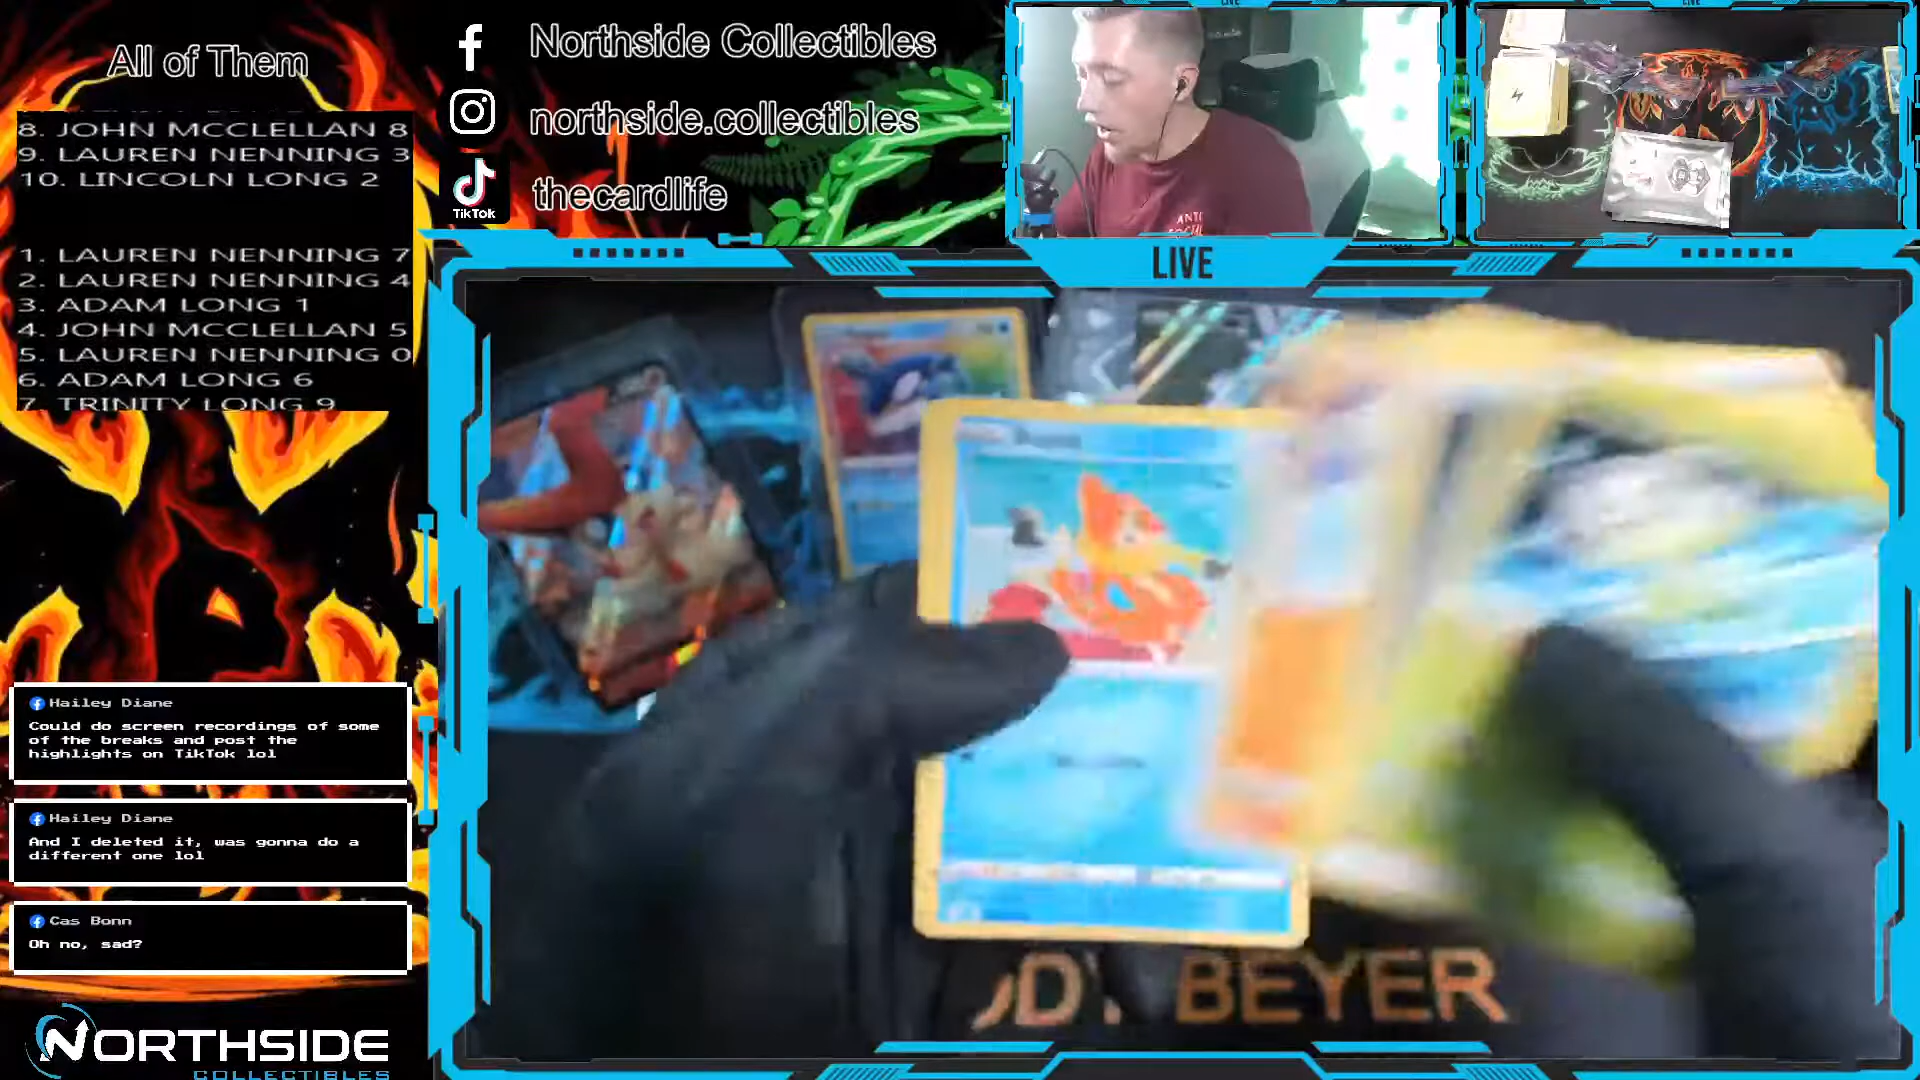 All of Them
8. JOHN MCCLELLAN 8
9. LAUREN NENNING 3
10. LINCOLN LONG 2
1. LAUREN NENNING 7
2. LAUREN NENNING 4
3. ADAM LONG 1
4. JOHN MCCLELLAN 5
5. LAUREN NENNING 0
6. ADAM LONG 6
7. TRINITY LONG 9
Northside Collectibles
northside.collectibles
TikTok
thecardlife
LIVE
LIVE
ANTI
SOCIAL
LIVE
Hailey Diane
Could do screen recordings of some
of the breaks and post the
highlights on TikTok lol
Hailey Diane
And I deleted it, was gonna do a
different one lol
Cas Bonn
Oh no, sad?
BEYER
NORTHSIDE
COLLECTIBLES